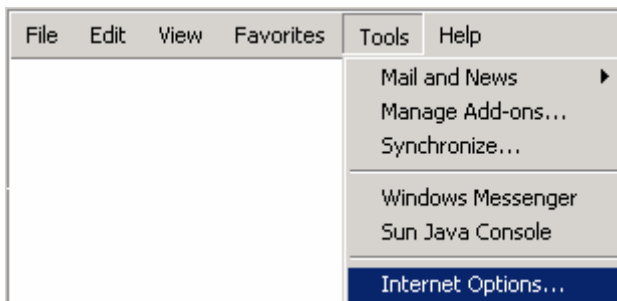 File Edit View Favorites Tools Help
Mail and News
Manage Add-ons...
Synchronize...
Windows Messenger
Sun Java Console
Internet Options...